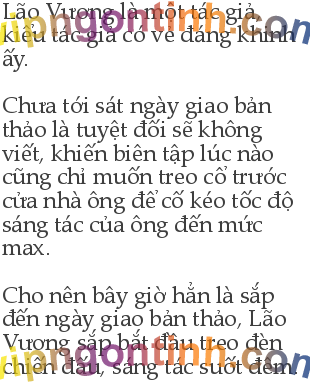 Lão Vương là một tác giả,
kiểu tác giả có vẻ đáng khinh
ấy.
Chưa tới sát ngày giao bản
thảo là tuyệt đối sẽ không
viết, khiến biên tập lúc nào
cũng chỉ muốn treo cổ trước
cửa nhà ông để cố kéo tốc độ
sáng tác của ông đến mức
max.
Cho nên bây giờ hẳn là sắp
đến ngày giao bản thảo, Lão
Vương sắp bắt đầu treo đèn
chiến đấu, sáng tác suốt đêm.
vipngontinh.com
vipngontinh.com